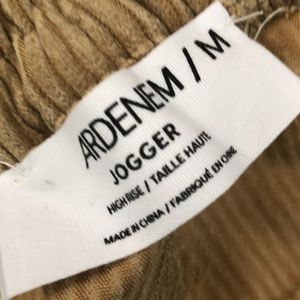 ARDENEM / M
JOGGER
HIGH RISE / TAILLE HAUTE
MADE IN CHINA / FABRIQUÉ EN CHINE